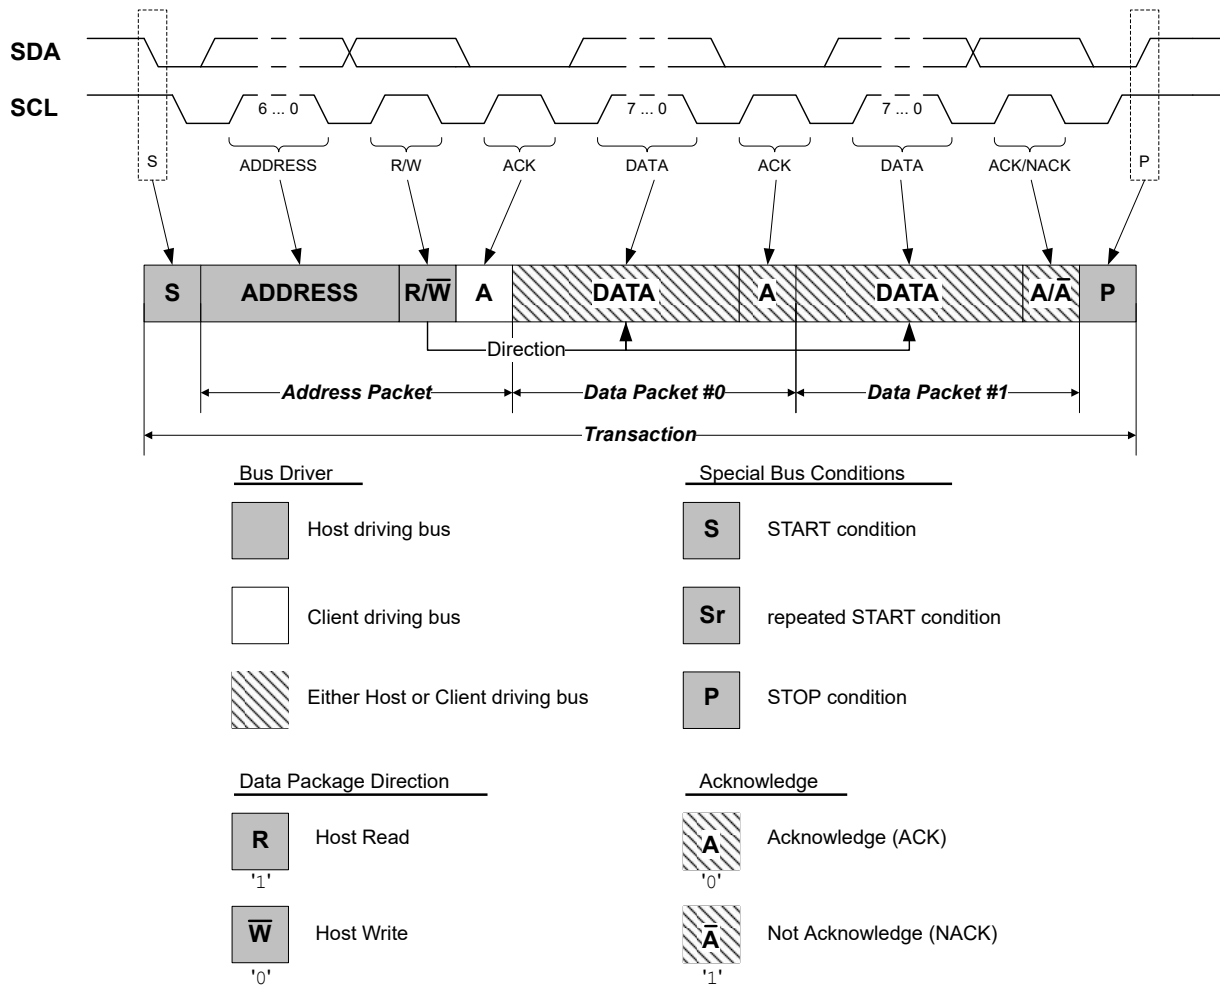 SDA
SCL
6 ... 0
7 ... 0
7 ... 0
S
ADDRESS
R/W
ACK
DATA
ACK
DATA
ACK/NACK
P
S
ADDRESS
R/W̅
A
DATA
A
DATA
A/A̅
P
Direction
Address Packet
Data Packet #0
Data Packet #1
Transaction
Bus Driver
Host driving bus
Client driving bus
Either Host or Client driving bus
Special Bus Conditions
S
START condition
Sr
repeated START condition
P
STOP condition
Data Package Direction
R
Host Read
'1'
W̅
Host Write
'0'
Acknowledge
A
Acknowledge (ACK)
'0'
A̅
Not Acknowledge (NACK)
'1'